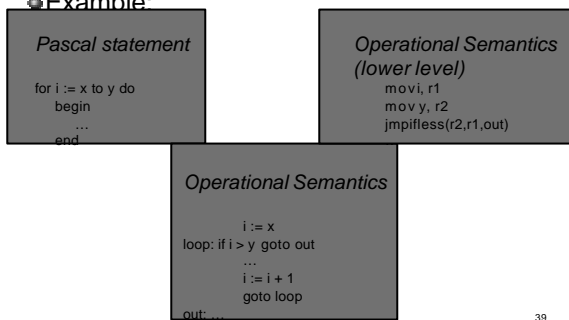 Example:
Pascal statement
for i := x to y do
begin
…
end
Operational Semantics
(lower level)
mov i, r1
mov y, r2
jmpifless(r2,r1,out)
Operational Semantics
i := x
loop: if i > y goto out
…
i := i + 1
goto loop
out: …
39